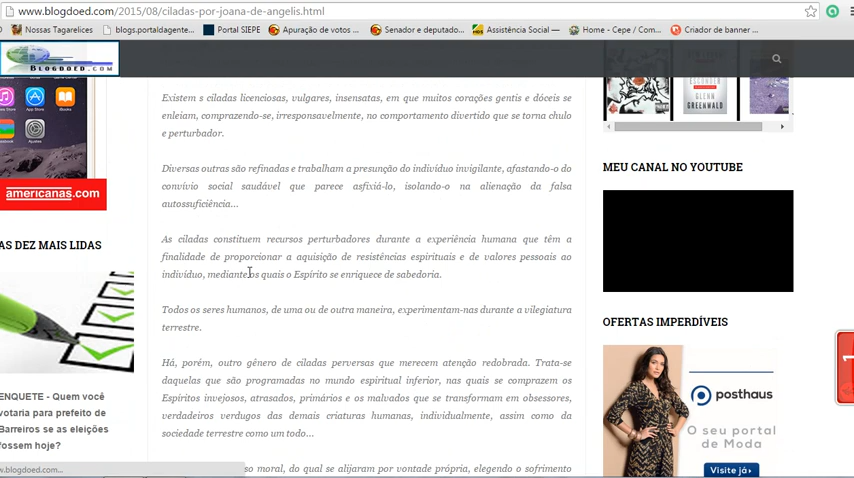 www.blogdoed.com/2015/08/ciladas-por-joana-de-angelis.html
Nossas Tagarelices
blogs.portaldagente...
Portal SIEPE
Apuração de votos ...
Senador e deputado...
Assistência Social —
Home - Cepe / Com...
Criador de banner ...
BLOGDOED.COM
App Store
Ajustes
americanas.com
AS DEZ MAIS LIDAS
ENQUETE - Quem você
votaria para prefeito de
Barreiros se as eleições
fossem hoje?
w.blogdoed.com...
Existem s ciladas licenciosas, vulgares, insensatas, em que muitos corações gentis e dóceis se
enleiam, comprazendo-se, irresponsavelmente, no comportamento divertido que se torna chulo
e perturbador.
Diversas outras são refinadas e trabalham a presunção do indivíduo invigilante, afastando-o do
convívio social saudável que parece asfixiá-lo, isolando-o na alienação da falsa
autossuficiência...
As ciladas constituem recursos perturbadores durante a experiência humana que têm a
finalidade de proporcionar a aquisição de resistências espirituais e de valores pessoais ao
indivíduo, mediante os quais o Espírito se enriquece de sabedoria.
Todos os seres humanos, de uma ou de outra maneira, experimentam-nas durante a vilegiatura
terrestre.
Há, porém, outro gênero de ciladas perversas que merecem atenção redobrada. Trata-se
daquelas que são programadas no mundo espiritual inferior, nas quais se comprazem os
Espíritos invejosos, atrasados, primários e os malvados que se transformam em obsessores,
verdadeiros verdugos das demais criaturas humanas, individualmente, assim como da
sociedade terrestre como um todo...
so moral, do qual se alijaram por vontade própria, elegendo o sofrimento
GLENN
GREENWALD
MEU CANAL NO YOUTUBE
OFERTAS IMPERDÍVEIS
posthaus
O seu portal
de Moda
Visite já
1